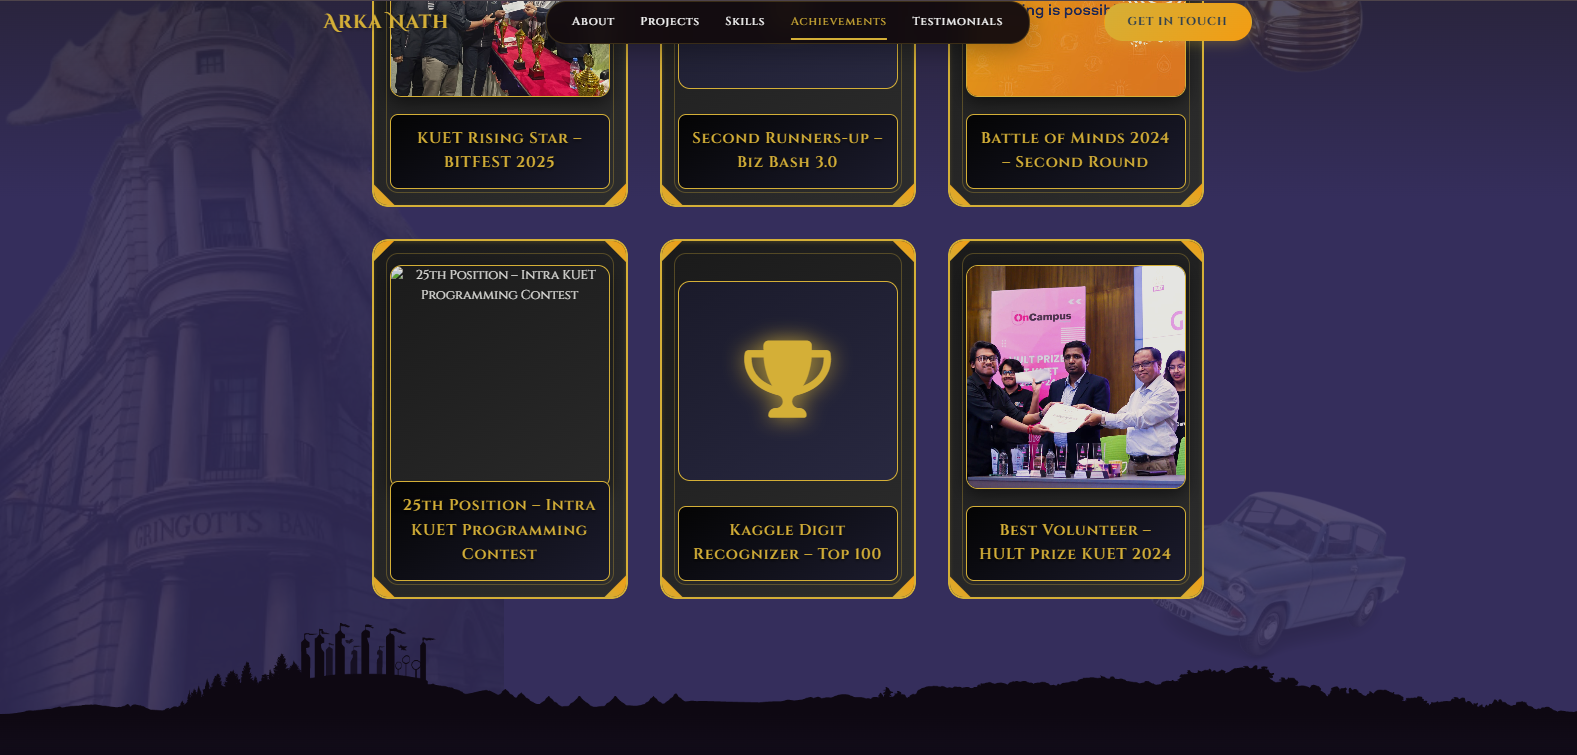 Arka Nath
About Projects Skills Achievements Testimonials
ng is possib
GET IN TOUCH
KUET Rising Star –
BITFEST 2025
Second Runners-up –
Biz Bash 3.0
Battle of Minds 2024
– Second Round
25th Position – Intra KUET
Programming Contest
OnCampus
HULT PRIZE
KUET
G
25th Position – Intra
KUET Programming
Contest
Kaggle Digit
Recognizer – Top 100
Best Volunteer –
HULT Prize KUET 2024
GRINGOTTS BANK